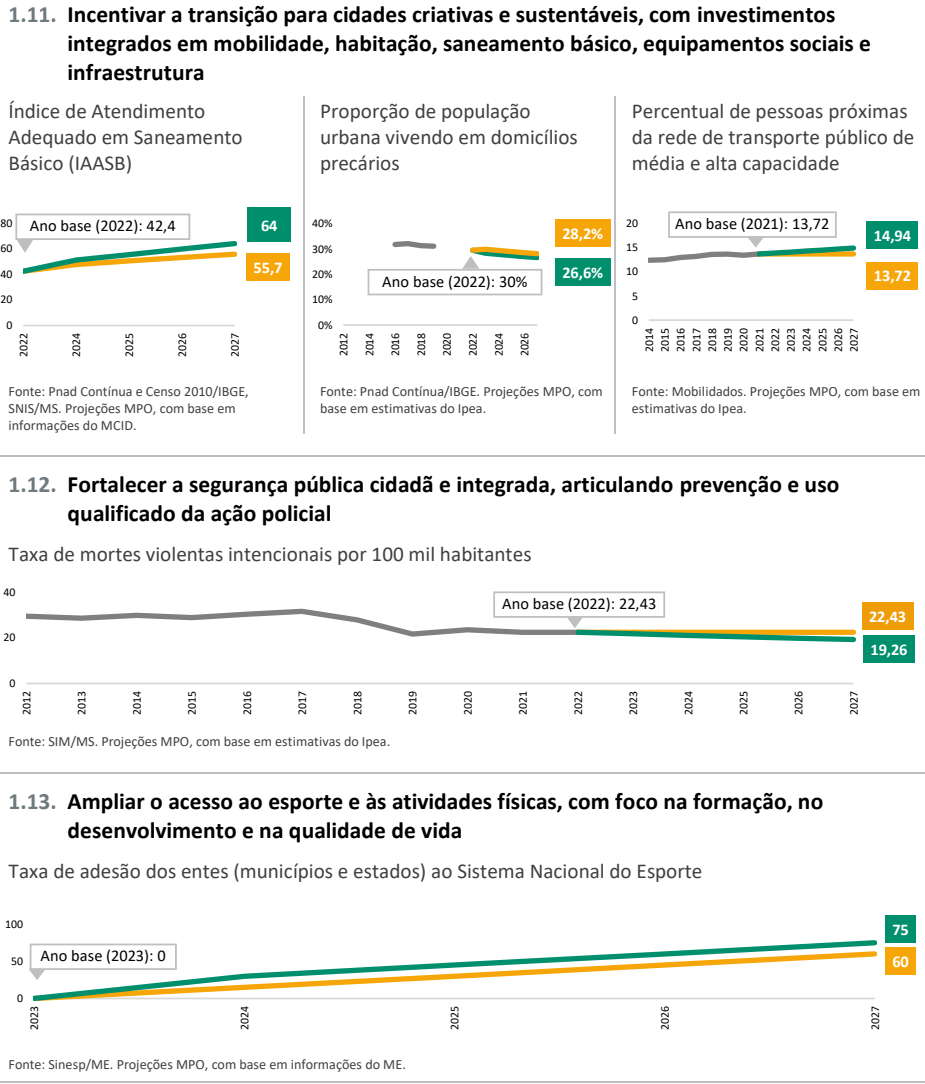 1.11. Incentivar a transição para cidades criativas e sustentáveis, com investimentos
integrados em mobilidade, habitação, saneamento básico, equipamentos sociais e
infraestrutura
Índice de Atendimento
Adequado em Saneamento
Básico (IAASB)
80
60
40
20
0
Ano base (2022): 42,4
64
55,7
2022
2024
2025
2026
2027
Fonte: Pnad Contínua e Censo 2010/IBGE,
SNIS/MS. Projeções MPO, com base em
informações do MCID.
Proporção de população
urbana vivendo em domicílios
precários
40%
30%
20%
10%
0%
Ano base (2022): 30%
28,2%
26,6%
2012
2014
2016
2018
2020
2022
2024
2026
Fonte: Pnad Contínua/IBGE. Projeções MPO, com
base em estimativas do Ipea.
Percentual de pessoas próximas
da rede de transporte público de
média e alta capacidade
20
15
10
5
0
Ano base (2021): 13,72
14,94
13,72
2014
2015
2016
2017
2018
2019
2020
2021
2022
2023
2024
2025
2026
2027
Fonte: Mobilidados. Projeções MPO, com base em
estimativas do Ipea.
1.12. Fortalecer a segurança pública cidadã e integrada, articulando prevenção e uso
qualificado da ação policial
Taxa de mortes violentas intencionais por 100 mil habitantes
40
20
0
Ano base (2022): 22,43
22,43
19,26
2012
2013
2014
2015
2016
2017
2018
2019
2020
2021
2022
2023
2024
2025
2026
2027
Fonte: SIM/MS. Projeções MPO, com base em estimativas do Ipea.
1.13. Ampliar o acesso ao esporte e às atividades físicas, com foco na formação, no
desenvolvimento e na qualidade de vida
Taxa de adesão dos entes (municípios e estados) ao Sistema Nacional do Esporte
100
50
0
Ano base (2023): 0
75
60
2023
2024
2025
2026
2027
Fonte: Sinesp/ME. Projeções MPO, com base em informações do ME.